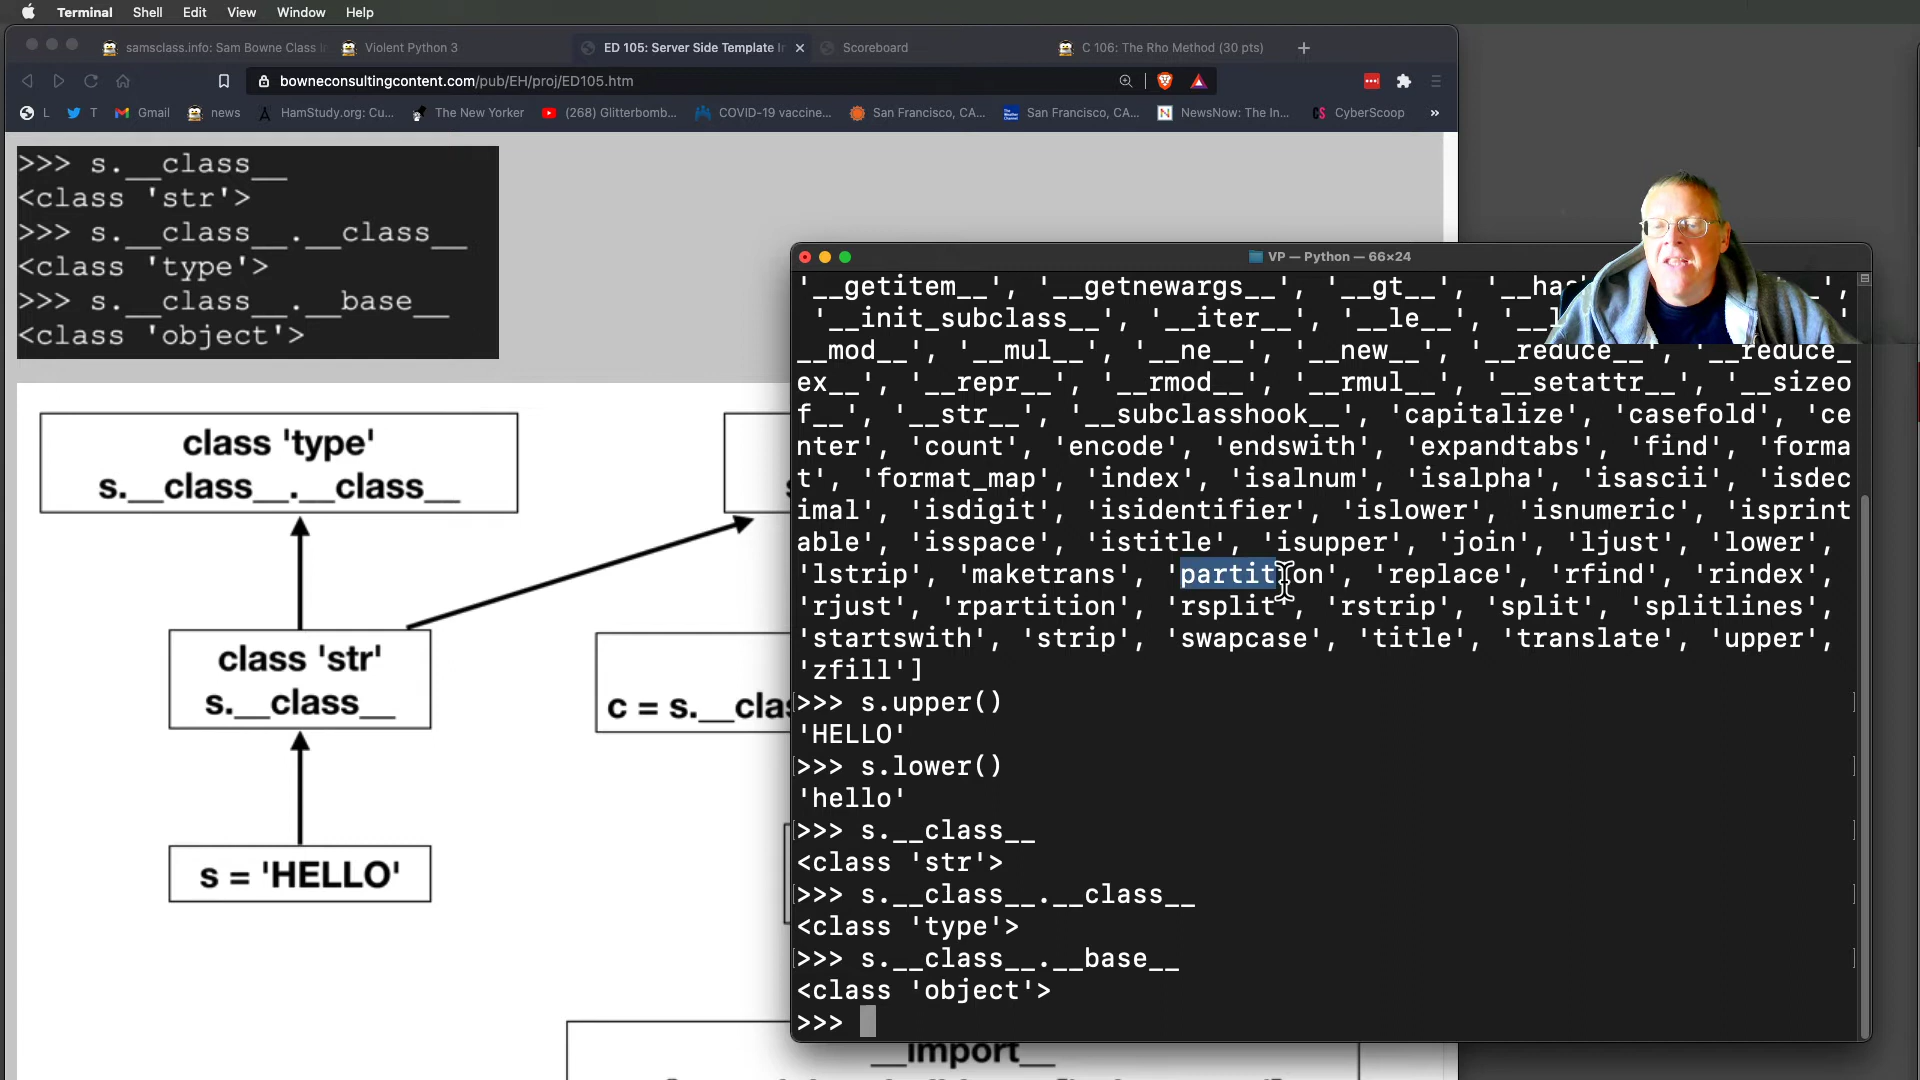 Terminal Shell Edit View Window Help
samsclass.info: Sam Bowne Class I
Violent Python 3
ED 105: Server Side Template I
Scoreboard
C 106: The Rho Method (30 pts)
bowneconsultingcontent.com/pub/EH/proj/ED105.htm
L
T
Gmail
news
HamStudy.org: Cu...
The New Yorker
(268) Glitterbomb...
COVID-19 vaccine...
San Francisco, CA...
San Francisco, CA...
NewsNow: The In...
CyberScoop
»
>>> s.__class__
<class 'str'>
>>> s.__class__.__class__
<class 'type'>
>>> s.__class__.__base__
<class 'object'>
class 'type'
s.__class__.__class__
class 'str'
s.__class__
c = s.__clas
s = 'HELLO'
__import__
VP — Python — 66×24
'__getitem__', '__getnewargs__', '__gt__', '__has
'__init_subclass__', '__iter__', '__le__', '__l
__mod__', '__mul__', '__ne__', '__new__', '__reduce__', '__reduce_
ex__', '__repr__', '__rmod__', '__rmul__', '__setattr__', '__sizeo
f__', '__str__', '__subclasshook__', 'capitalize', 'casefold', 'ce
nter', 'count', 'encode', 'endswith', 'expandtabs', 'find', 'forma
t', 'format_map', 'index', 'isalnum', 'isalpha', 'isascii', 'isdec
imal', 'isdigit', 'isidentifier', 'islower', 'isnumeric', 'isprint
able', 'isspace', 'istitle', 'isupper', 'join', 'ljust', 'lower',
'lstrip', 'maketrans', 'partition', 'replace', 'rfind', 'rindex',
'rjust', 'rpartition', 'rsplit', 'rstrip', 'split', 'splitlines',
'startswith', 'strip', 'swapcase', 'title', 'translate', 'upper',
'zfill']
>>> s.upper()
'HELLO'
>>> s.lower()
'hello'
>>> s.__class__
<class 'str'>
>>> s.__class__.__class__
<class 'type'>
>>> s.__class__.__base__
<class 'object'>
>>>